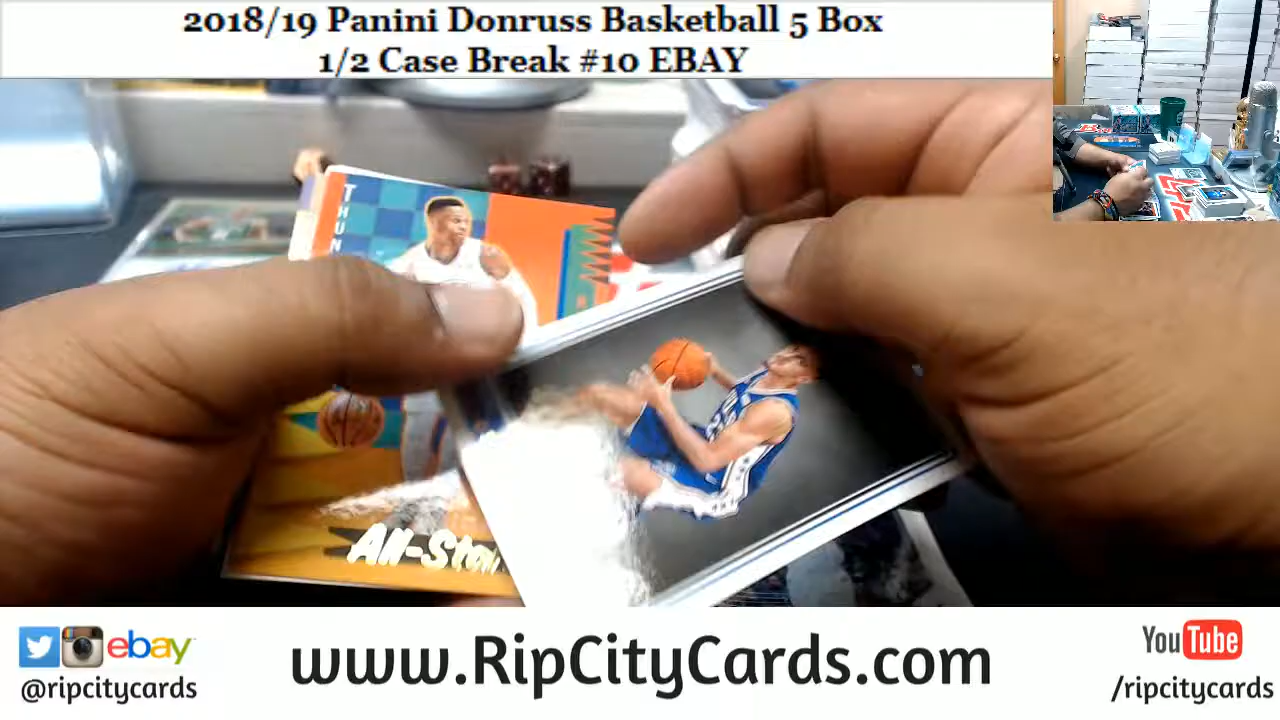 2018/19 Panini Donruss Basketball 5 Box
1/2 Case Break #10 EBAY
THUN
All-Star
ebay
@ripcitycards
www.RipCityCards.com
YouTube
/ripcitycards